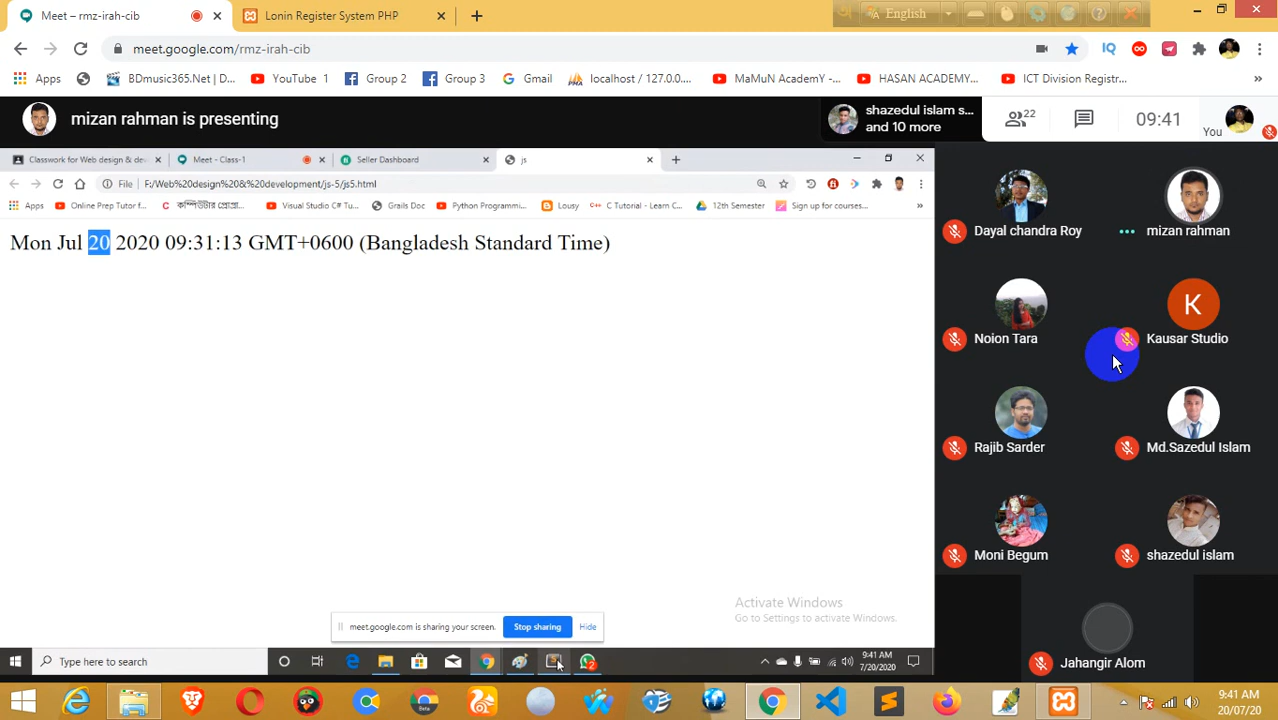 Meet – rmz-irah-cib
Lonin Register System PHP
English
meet.google.com/rmz-irah-cib
Apps
BDmusic365.Net | D...
YouTube 1
Group 2
Group 3
Gmail
localhost / 127.0.0....
MaMuN AcademY -...
HASAN ACADEMY...
ICT Division Registr...
»
mizan rahman is presenting
shazedul islam s...
and 10 more
22
09:41
You
Classwork for Web design & de
Meet - Class-1
Seller Dashboard
js
File F:/Web%20design%20&%20development/js-5/js5.html
Apps
Online Prep Tutor f...
কম্পিউটার প্রোগ্রা...
Visual Studio C# Tu...
Grails Doc
Python Programmin...
Lousy
C Tutorial - Learn C...
12th Semester
Sign up for courses...
»
Mon Jul 20 2020 09:31:13 GMT+0600 (Bangladesh Standard Time)
Dayal chandra Roy
mizan rahman
Noion Tara
K
Kausar Studio
Rajib Sarder
Md.Sazedul Islam
Moni Begum
shazedul islam
Jahangir Alom
Activate Windows
Go to Settings to activate Windows.
meet.google.com is sharing your screen.
Stop sharing
Hide
Type here to search
2
9:41 AM
7/20/2020
Beta
9:41 AM
20/07/20